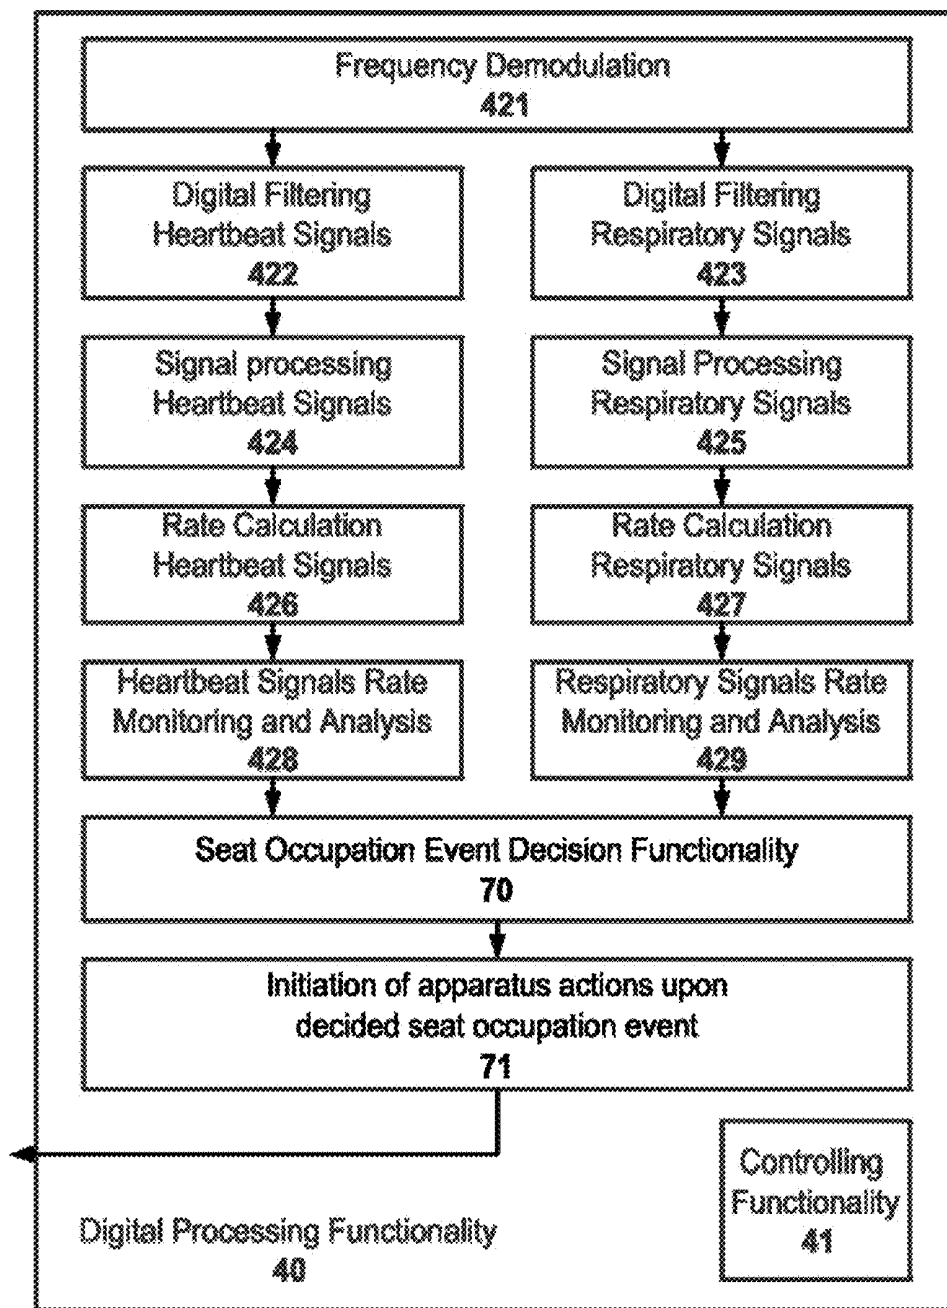 Frequency Demodulation
421
Digital Filtering
Heartbeat Signals
422
Digital Filtering
Respiratory Signals
423
Signal processing
Heartbeat Signals
424
Signal Processing
Respiratory Signals
425
Rate Calculation
Heartbeat Signals
426
Rate Calculation
Respiratory Signals
427
Heartbeat Signals Rate
Monitoring and Analysis
428
Respiratory Signals Rate
Monitoring and Analysis
429
Seat Occupation Event Decision Functionality
70
Initiation of apparatus actions upon
decided seat occupation event
71
Controlling
Functionality
41
Digital Processing Functionality
40